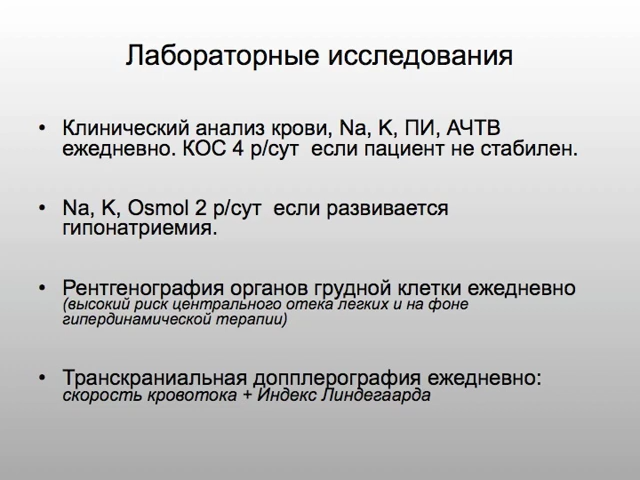 Лабораторные исследования
• Клинический анализ крови, Na, K, ПИ, АЧТВ
ежедневно. КОС 4 р/сут если пациент не стабилен.
• Na, K, Osmol 2 р/сут если развивается
гипонатриемия.
• Рентгенография органов грудной клетки ежедневно
(высокий риск центрального отека легких и на фоне
гипердинамической терапии)
• Транскраниальная допплерография ежедневно:
скорость кровотока + Индекс Линдегаарда